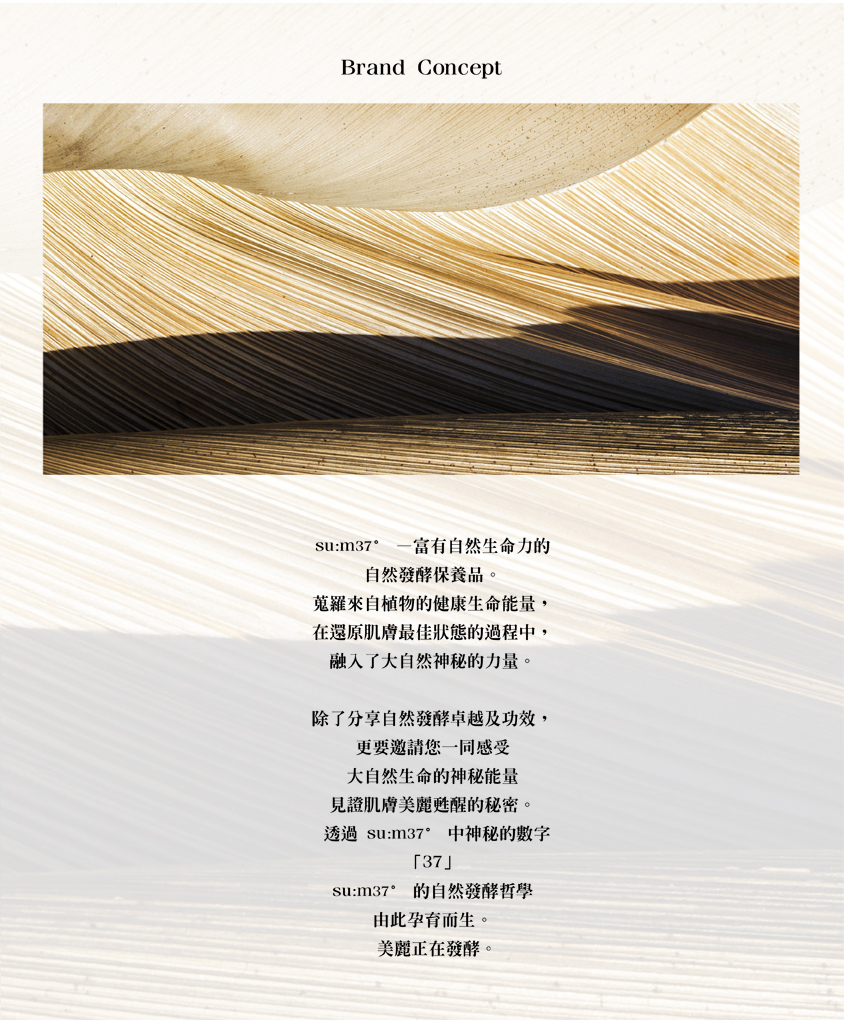 Brand Concept
su:m37° —富有自然生命力的
自然發酵保養品。
蒐羅來自植物的健康生命能量，
在還原肌膚最佳狀態的過程中，
融入了大自然神秘的力量。
除了分享自然發酵卓越及功效，
更要邀請您一同感受
大自然生命的神秘能量
見證肌膚美麗甦醒的秘密。
透過 su:m37° 中神秘的數字
「37」
su:m37° 的自然發酵哲學
由此孕育而生。
美麗正在發酵。